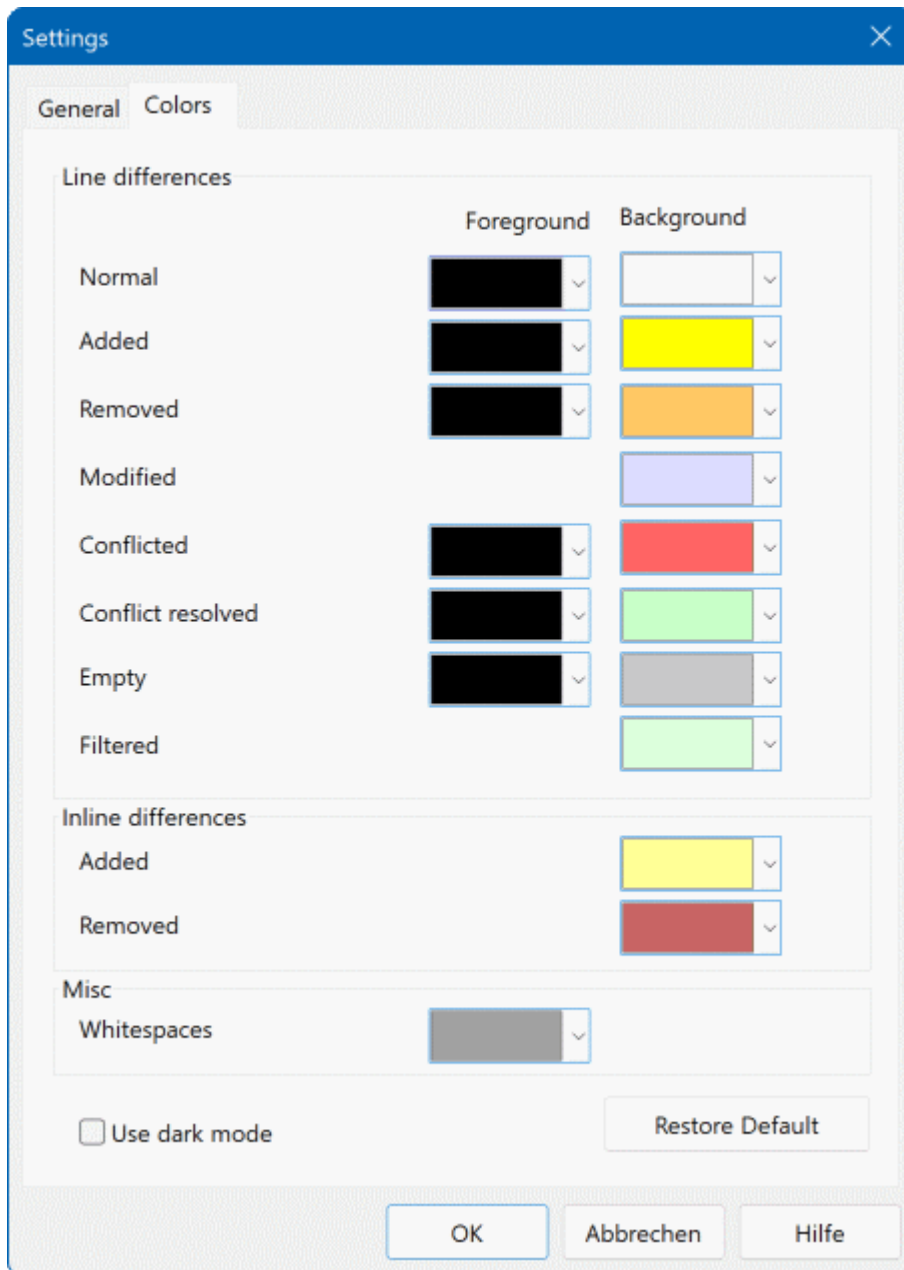 Settings
General Colors
Line differences
Foreground Background
Normal
Added
Removed
Modified
Conflicted
Conflict resolved
Empty
Filtered
Inline differences
Added
Removed
Misc
Whitespaces
Use dark mode Restore Default
OK Abbrechen Hilfe